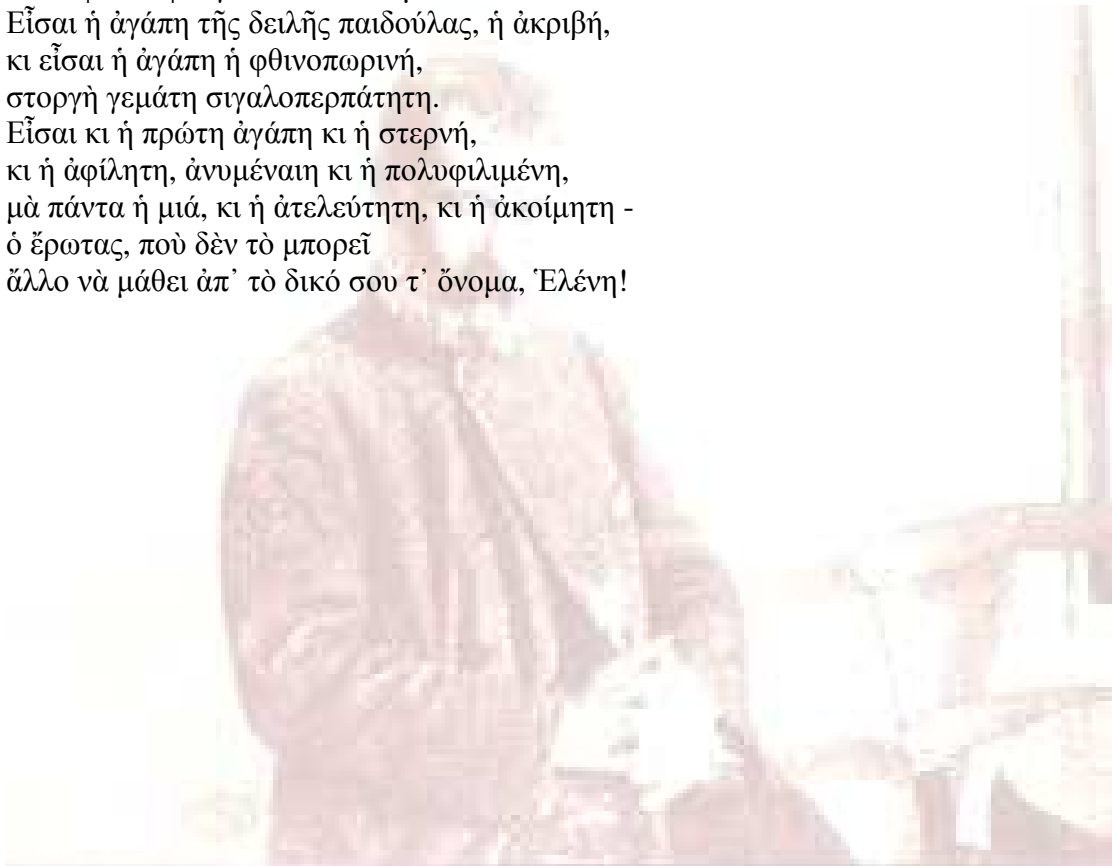 Εἶσαι ἡ ἀγάπη τῆς δειλῆς παιδούλας, ἡ ἀκριβή,
κι εἶσαι ἡ ἀγάπη ἡ φθινοπωρινή,
στοργὴ γεμάτη σιγαλοπερπάτητη.
Εἶσαι κι ἡ πρώτη ἀγάπη κι ἡ στερνή,
κι ἡ ἀφίλητη, ἀνυμέναιη κι ἡ πολυφιλιμένη,
μὰ πάντα ἡ μιά, κι ἡ ἀτελεύτητη, κι ἡ ἀκοίμητη -
ὁ ἔρωτας, ποὺ δὲν τὸ μπορεῖ
ἄλλο νὰ μάθει ἀπ᾿ τὸ δικό σου τ᾿ ὄνομα, Ἑλένη!